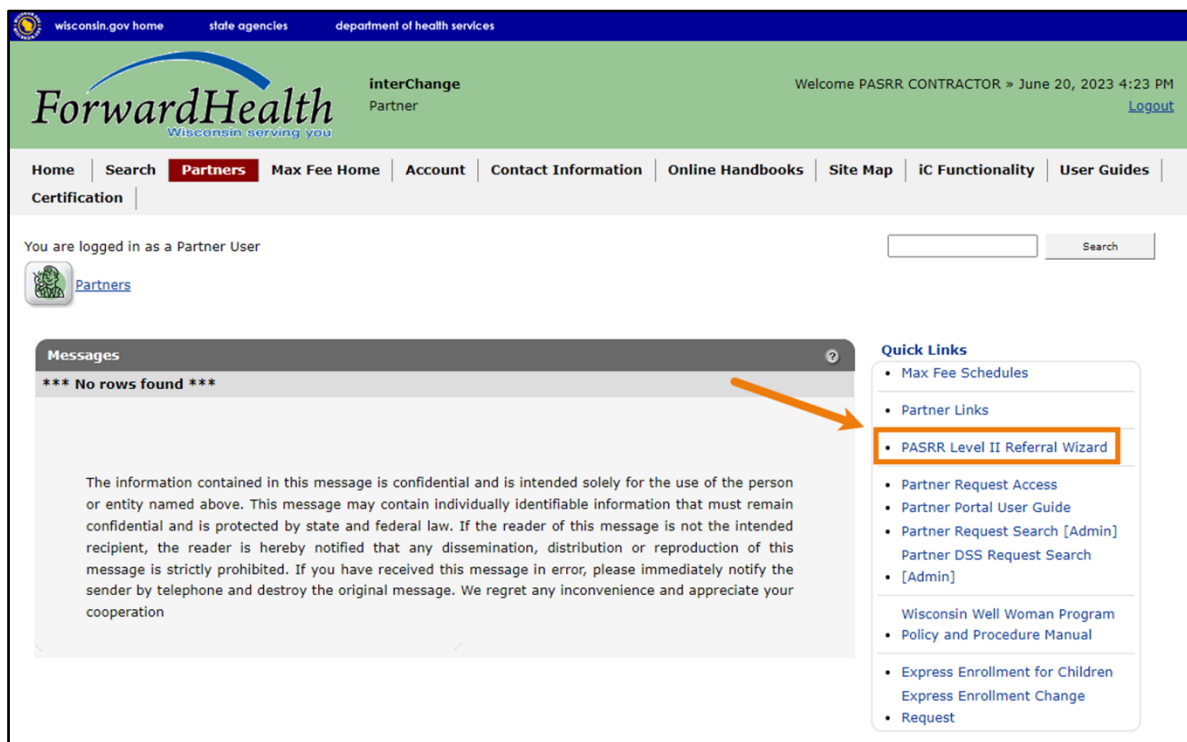 wisconsin.gov home state agencies department of health services
ForwardHealth
Wisconsin serving you
interChange
Partner
Welcome PASRR CONTRACTOR » June 20, 2023 4:23 PM
Logout
Home Search Partners Max Fee Home Account Contact Information Online Handbooks Site Map iC Functionality User Guides
Certification
You are logged in as a Partner User
Search
Partners
Messages
?
*** No rows found ***
The information contained in this message is confidential and is intended solely for the use of the person
or entity named above. This message may contain individually identifiable information that must remain
confidential and is protected by state and federal law. If the reader of this message is not the intended
recipient, the reader is hereby notified that any dissemination, distribution or reproduction of this
message is strictly prohibited. If you have received this message in error, please immediately notify the
sender by telephone and destroy the original message. We regret any inconvenience and appreciate your
cooperation
Quick Links
• Max Fee Schedules
• Partner Links
• PASRR Level II Referral Wizard
• Partner Request Access
• Partner Portal User Guide
• Partner Request Search [Admin]
Partner DSS Request Search
• [Admin]
Wisconsin Well Woman Program
• Policy and Procedure Manual
• Express Enrollment for Children
Express Enrollment Change
• Request